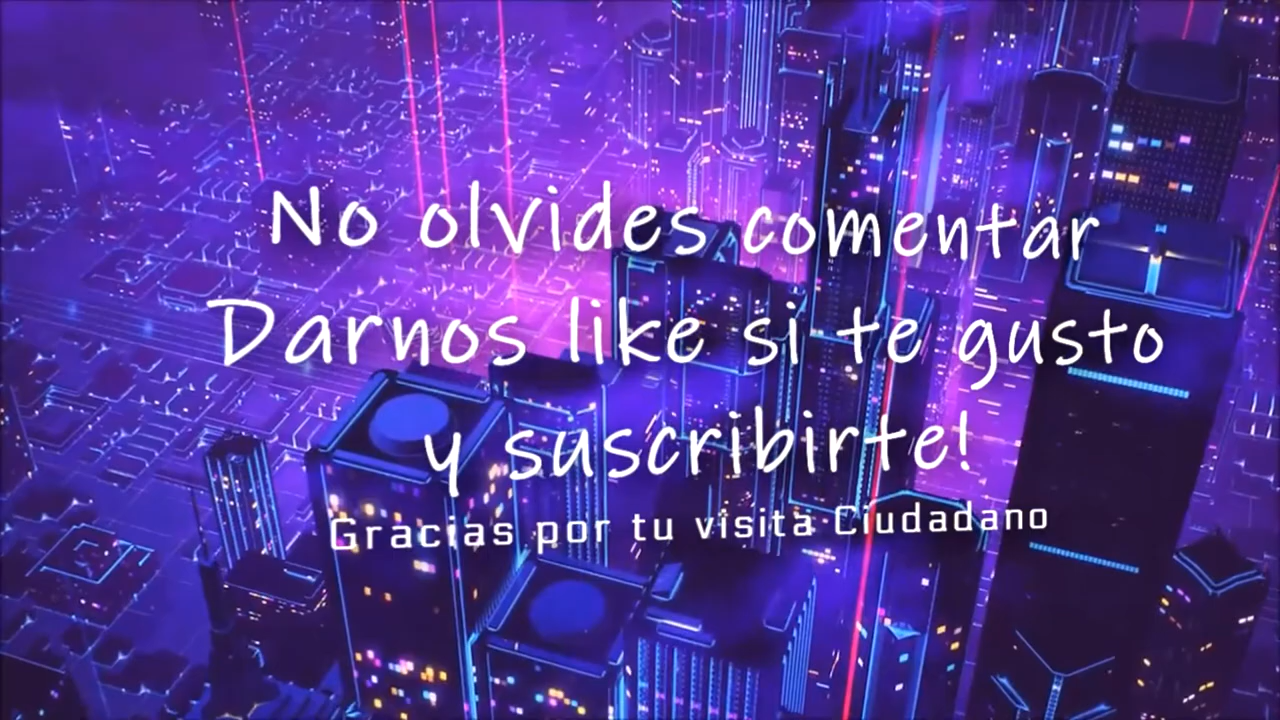 No olvides comentar
Darnos like si te gusto
y suscribirte!
Gracias por tu visita Ciudadano